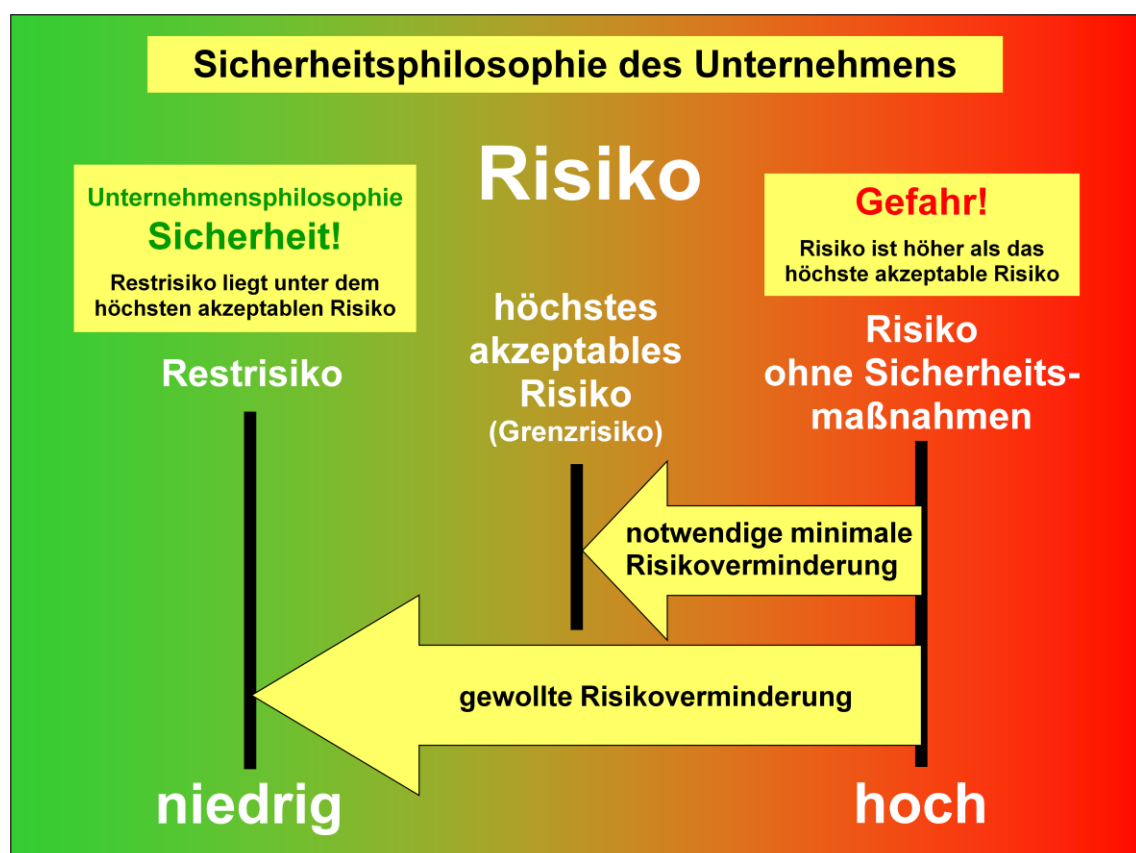 Sicherheitsphilosophie des Unternehmens
Risiko
Unternehmensphilosophie
Sicherheit!
Restrisiko liegt unter dem
höchsten akzeptablen Risiko
Gefahr!
Risiko ist höher als das
höchste akzeptable Risiko
Restrisiko
höchstes
akzeptables
Risiko
(Grenzrisiko)
Risiko
ohne Sicherheits-
maßnahmen
notwendige minimale
Risikoverminderung
gewollte Risikoverminderung
niedrig
hoch